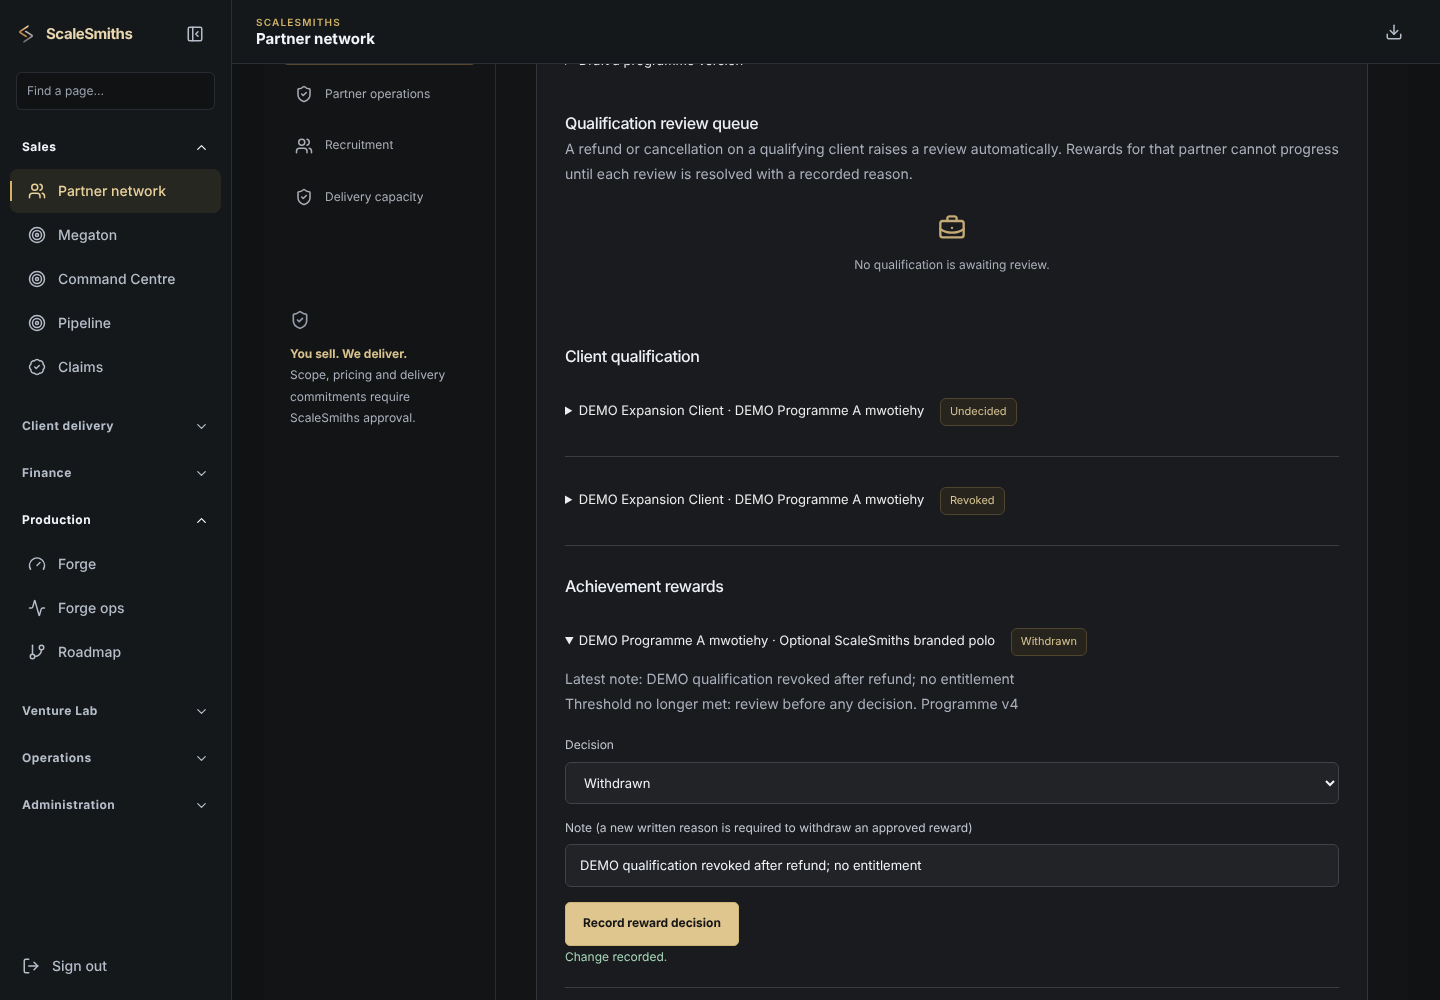 ScaleSmiths
Find a page...
Sales
Partner network
Megaton
Command Centre
Pipeline
Claims
Client delivery
Finance
Production
Forge
Forge ops
Roadmap
Venture Lab
Operations
Administration
Sign out
SCALESMITHS
Partner network
Partner operations
Recruitment
Delivery capacity
You sell. We deliver.
Scope, pricing and delivery
commitments require
ScaleSmiths approval.
Draft a programme version
Qualification review queue
A refund or cancellation on a qualifying client raises a review automatically. Rewards for that partner cannot progress
until each review is resolved with a recorded reason.
No qualification is awaiting review.
Client qualification
DEMO Expansion Client · DEMO Programme A mwotiehy Undecided
DEMO Expansion Client · DEMO Programme A mwotiehy Revoked
Achievement rewards
DEMO Programme A mwotiehy · Optional ScaleSmiths branded polo Withdrawn
Latest note: DEMO qualification revoked after refund; no entitlement
Threshold no longer met: review before any decision. Programme v4
Decision
Withdrawn
Note (a new written reason is required to withdraw an approved reward)
DEMO qualification revoked after refund; no entitlement
Record reward decision
Change recorded.